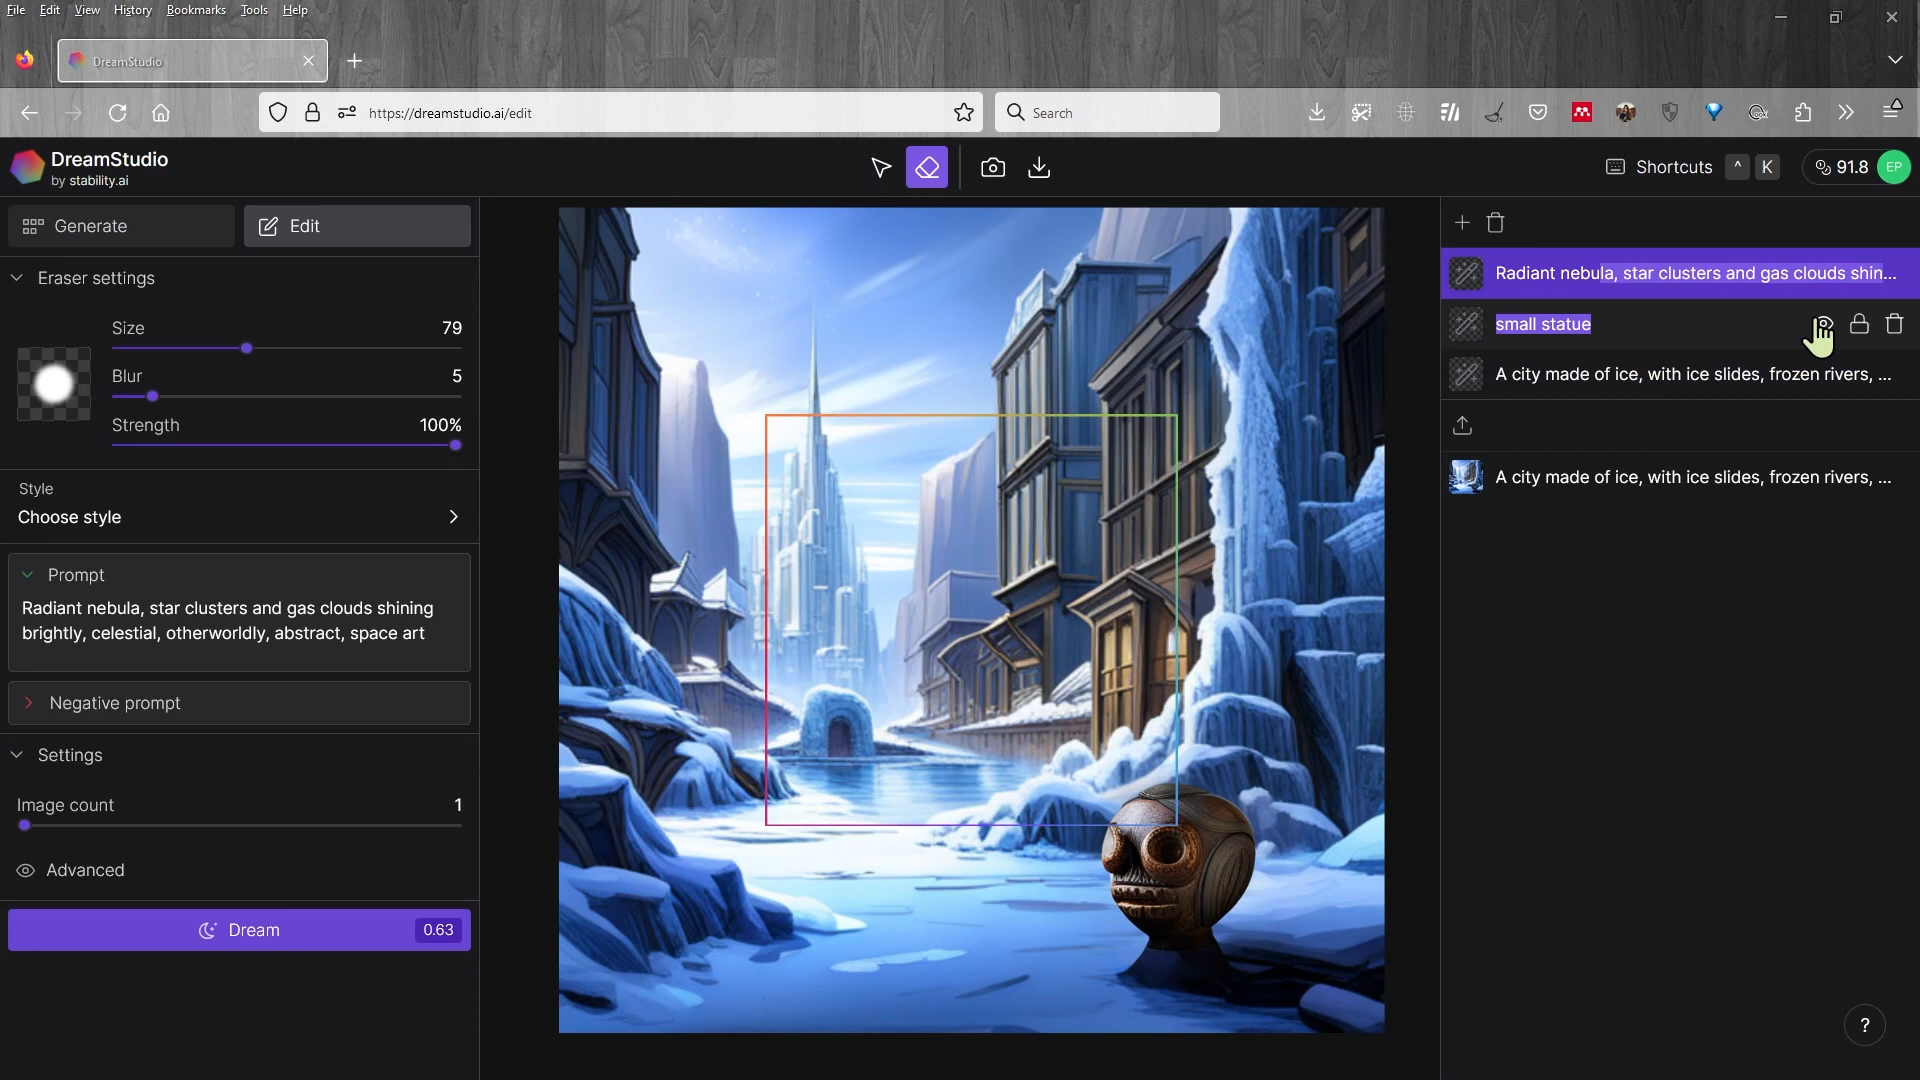 File Edit View History Bookmarks Tools Help
DreamStudio
https://dreamstudio.ai/edit
Search
DreamStudio
by stability.ai
Shortcuts ^ K
91.8 EP
Generate
Edit
Eraser settings
Size 79
Blur 5
Strength 100%
Style
Choose style
Prompt
Radiant nebula, star clusters and gas clouds shining
brightly, celestial, otherworldly, abstract, space art
Negative prompt
Settings
Image count 1
Advanced
Dream 0.63
Radiant nebula, star clusters and gas clouds shin...
small statue
A city made of ice, with ice slides, frozen rivers, ...
A city made of ice, with ice slides, frozen rivers, ...
?